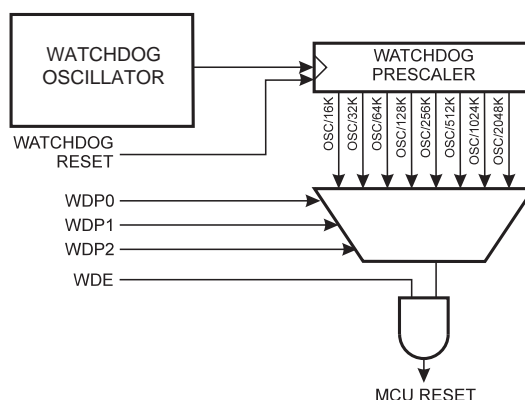 WATCHDOG
OSCILLATOR
WATCHDOG
PRESCALER
WATCHDOG
RESET
OSC/16K
OSC/32K
OSC/64K
OSC/128K
OSC/256K
OSC/512K
OSC/1024K
OSC/2048K
WDP0
WDP1
WDP2
WDE
MCU RESET